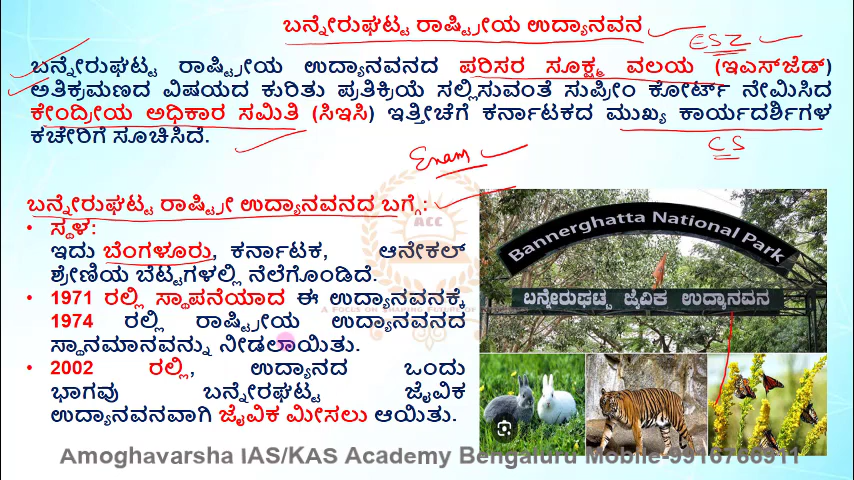 ಬನ್ನೇರುಘಟ್ಟ ರಾಷ್ಟ್ರೀಯ ಉದ್ಯಾನವನ
ESZ
ಬನ್ನೇರುಘಟ್ಟ ರಾಷ್ಟ್ರೀಯ ಉದ್ಯಾನವನದ ಪರಿಸರ ಸೂಕ್ಷ್ಮ ವಲಯ (ಇಎಸ್‌ಜೆಡ್)
ಅತಿಕ್ರಮಣದ ವಿಷಯದ ಕುರಿತು ಪ್ರತಿಕ್ರಿಯೆ ಸಲ್ಲಿಸುವಂತೆ ಸುಪ್ರೀಂ ಕೋರ್ಟ್ ನೇಮಿಸಿದ
ಕೇಂದ್ರೀಯ ಅಧಿಕಾರ ಸಮಿತಿ (ಸಿಇಸಿ) ಇತ್ತೀಚೆಗೆ ಕರ್ನಾಟಕದ ಮುಖ್ಯ ಕಾರ್ಯದರ್ಶಿಗಳ
ಕಚೇರಿಗೆ ಸೂಚಿಸಿದೆ.
CS
Exam
ಬನ್ನೇರುಘಟ್ಟ ರಾಷ್ಟ್ರೀ ಉದ್ಯಾನವನದ ಬಗ್ಗೆ:
• ಸ್ಥಳ:
ಇದು ಬೆಂಗಳೂರು, ಕರ್ನಾಟಕ, ಆನೇಕಲ್
ಶ್ರೇಣಿಯ ಬೆಟ್ಟಗಳಲ್ಲಿ ನೆಲೆಗೊಂಡಿದೆ.
• 1971 ರಲ್ಲಿ ಸ್ಥಾಪನೆಯಾದ ಈ ಉದ್ಯಾನವನಕ್ಕೆ
1974 ರಲ್ಲಿ ರಾಷ್ಟ್ರೀಯ ಉದ್ಯಾನವನದ
ಸ್ಥಾನಮಾನವನ್ನು ನೀಡಲಾಯಿತು.
• 2002 ರಲ್ಲಿ, ಉದ್ಯಾನದ ಒಂದು
ಭಾಗವು ಬನ್ನೇರಘಟ್ಟ ಜೈವಿಕ
ಉದ್ಯಾನವನವಾಗಿ ಜೈವಿಕ ಮೀಸಲು ಆಯಿತು.
ACC
Bannerghatta National Park
ಬನ್ನೇರುಘಟ್ಟ ಜೈವಿಕ ಉದ್ಯಾನವನ
Amoghavarsha IAS/KAS Academy Bengaluru Mobile-9916768911